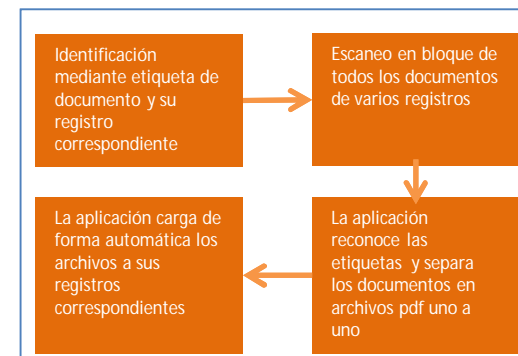 Identificación
mediante etiqueta de
documento y su
registro
correspondiente
Escaneo en bloque de
todos los documentos
de varios registros
La aplicación
reconoce las
etiquetas y separa
los documentos en
archivos pdf uno a
uno
La aplicación carga de
forma automática los
archivos a sus
registros
correspondientes